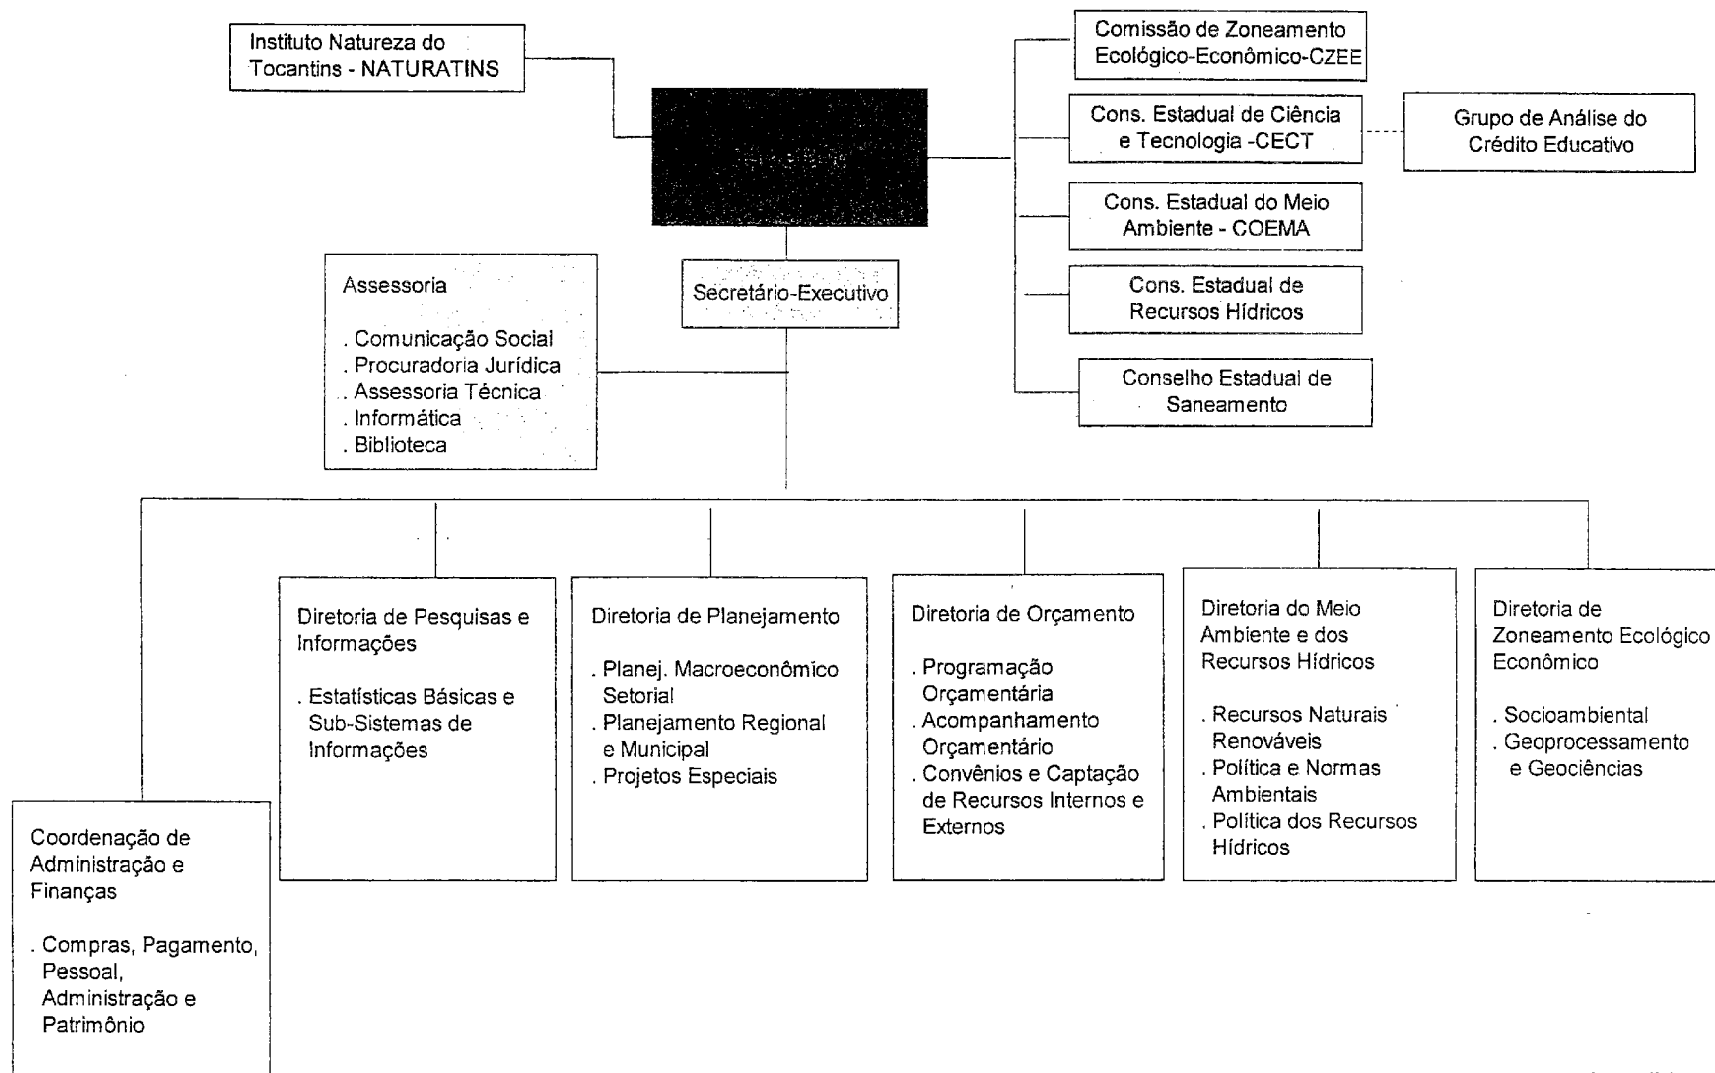 Instituto Natureza do
Tocantins - NATURATINS
Comissão de Zoneamento
Ecológico-Econômico-CZEE
Cons. Estadual de Ciência
e Tecnologia -CECT
Grupo de Análise do
Crédito Educativo
Cons. Estadual do Meio
Ambiente - COEMA
Cons. Estadual de
Recursos Hídricos
Conselho Estadual de
Saneamento
Secretário-Executivo
Assessoria
. Comunicação Social
. Procuradoria Jurídica
. Assessoria Técnica
. Informática
. Biblioteca
Coordenação de
Administração e
Finanças
. Compras, Pagamento,
Pessoal,
Administração e
Patrimônio
Diretoria de Pesquisas e
Informações
. Estatísticas Básicas e
Sub-Sistemas de
Informações
Diretoria de Planejamento
. Planej. Macroeconômico
Setorial
. Planejamento Regional
e Municipal
. Projetos Especiais
Diretoria de Orçamento
. Programação
Orçamentária
. Acompanhamento
Orçamentário
. Convênios e Captação
de Recursos Internos e
Externos
Diretoria do Meio
Ambiente e dos
Recursos Hídricos
. Recursos Naturais
Renováveis
. Política e Normas
Ambientais
. Política dos Recursos
Hídricos
Diretoria de
Zoneamento Ecológico
Econômico
. Socioambiental
. Geoprocessamento
e Geociências